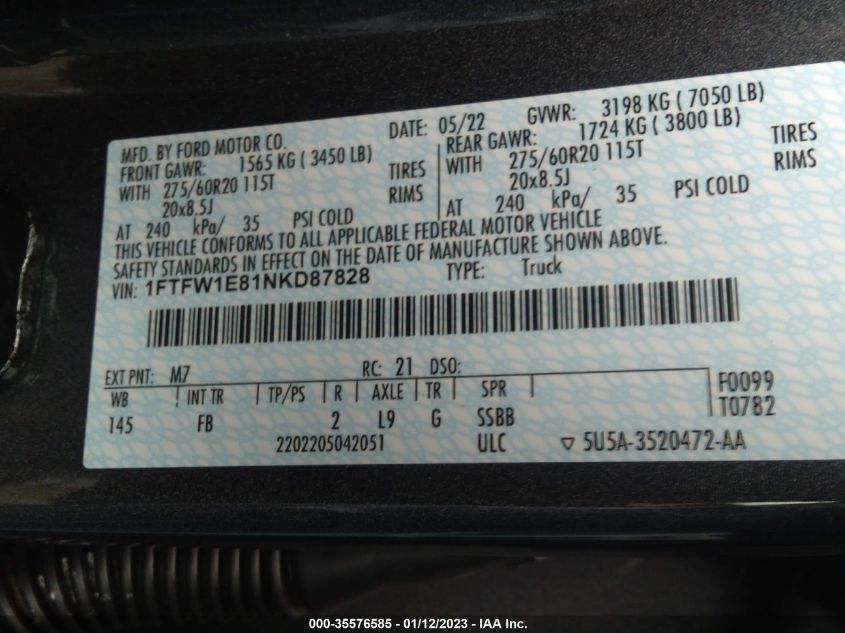 MFD. BY FORD MOTOR CO. DATE: 05/22 GVWR: 3198 KG ( 7050 LB)
FRONT GAWR: 1565 KG ( 3450 LB) REAR GAWR: 1724 KG ( 3800 LB)
WITH 275/60R20 115T TIRES WITH 275/60R20 115T TIRES
20x8.5J RIMS 20x8.5J RIMS
AT 240 kPa/ 35 PSI COLD AT 240 kPa/ 35 PSI COLD
THIS VEHICLE CONFORMS TO ALL APPLICABLE FEDERAL MOTOR VEHICLE
SAFETY STANDARDS IN EFFECT ON THE DATE OF MANUFACTURE SHOWN ABOVE.
VIN: 1FTFW1E81NKD87828 TYPE: Truck
EXT PNT: M7 RC: 21 DSO:
WB INT TR TP/PS R AXLE TR SPR F0099
145 FB 2 L9 G SSBB T0782
2202205042051 ULC ▽ 5U5A-3520472-AA
000-35576585 - 01/12/2023 - IAA Inc.